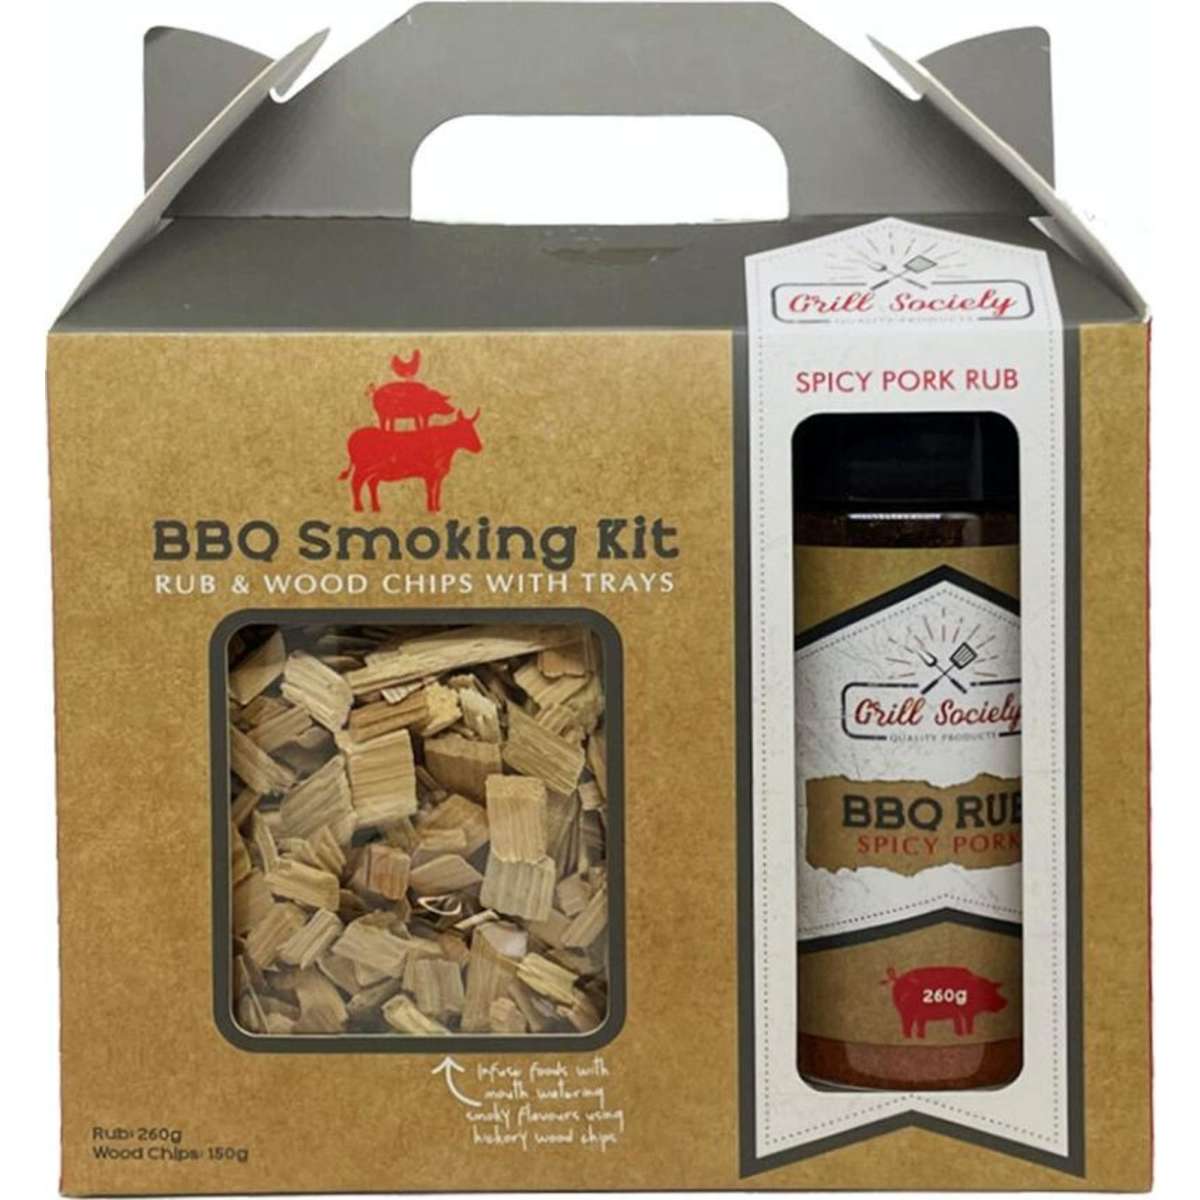 Grill Society
QUALITY PRODUCTS
SPICY PORK RUB
BBQ Smoking Kit
RUB & WOOD CHIPS WITH TRAYS
Grill Society
QUALITY PRODUCTS
BBQ RUB
SPICY PORK
260g
Infuse foods with
mouth watering
smoky flavours using
hickory wood chips
Rub: 260g
Wood Chips: 150g